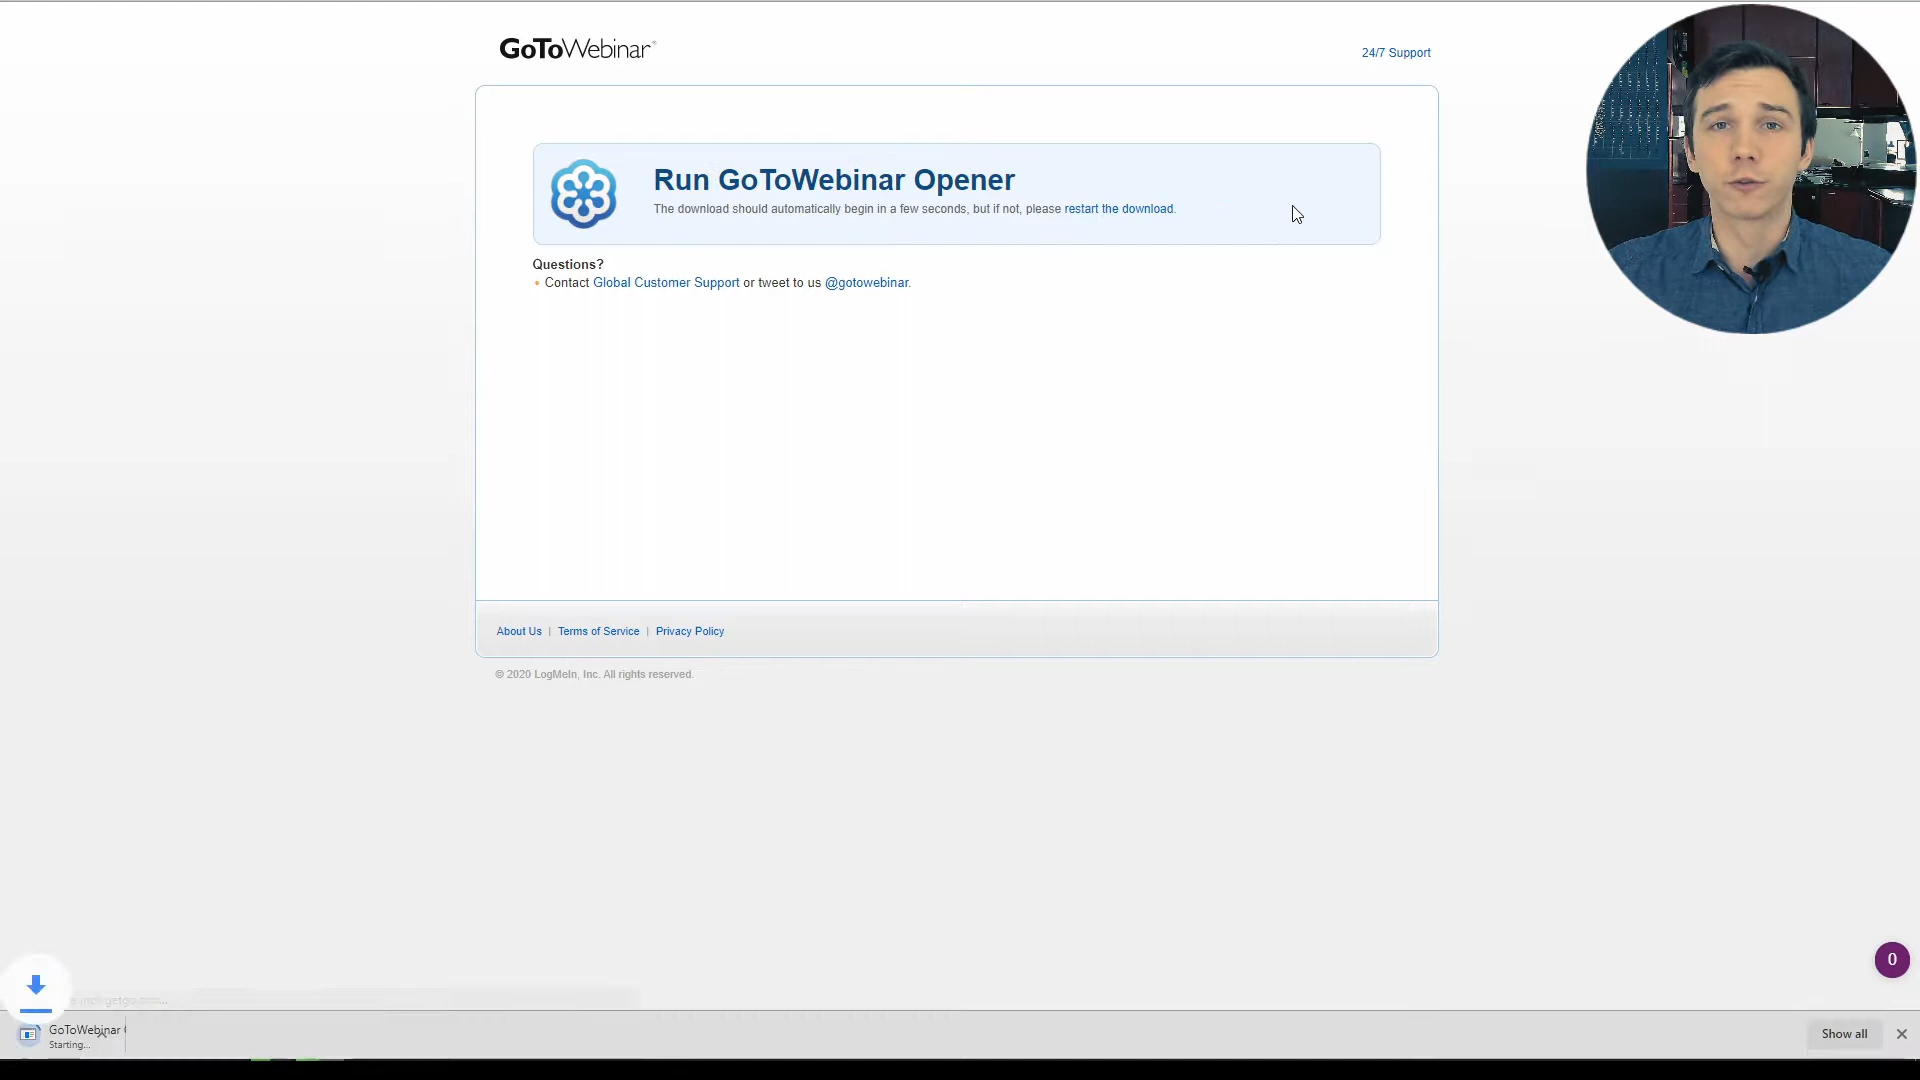 GoToWebinar
24/7 Support
Run GoToWebinar Opener
The download should automatically begin in a few seconds, but if not, please restart the download.
Questions?
• Contact Global Customer Support or tweet to us @gotowebinar.
About Us | Terms of Service | Privacy Policy
© 2020 LogMeIn, Inc. All rights reserved.
0
GoToWebinar
Starting...
Show all